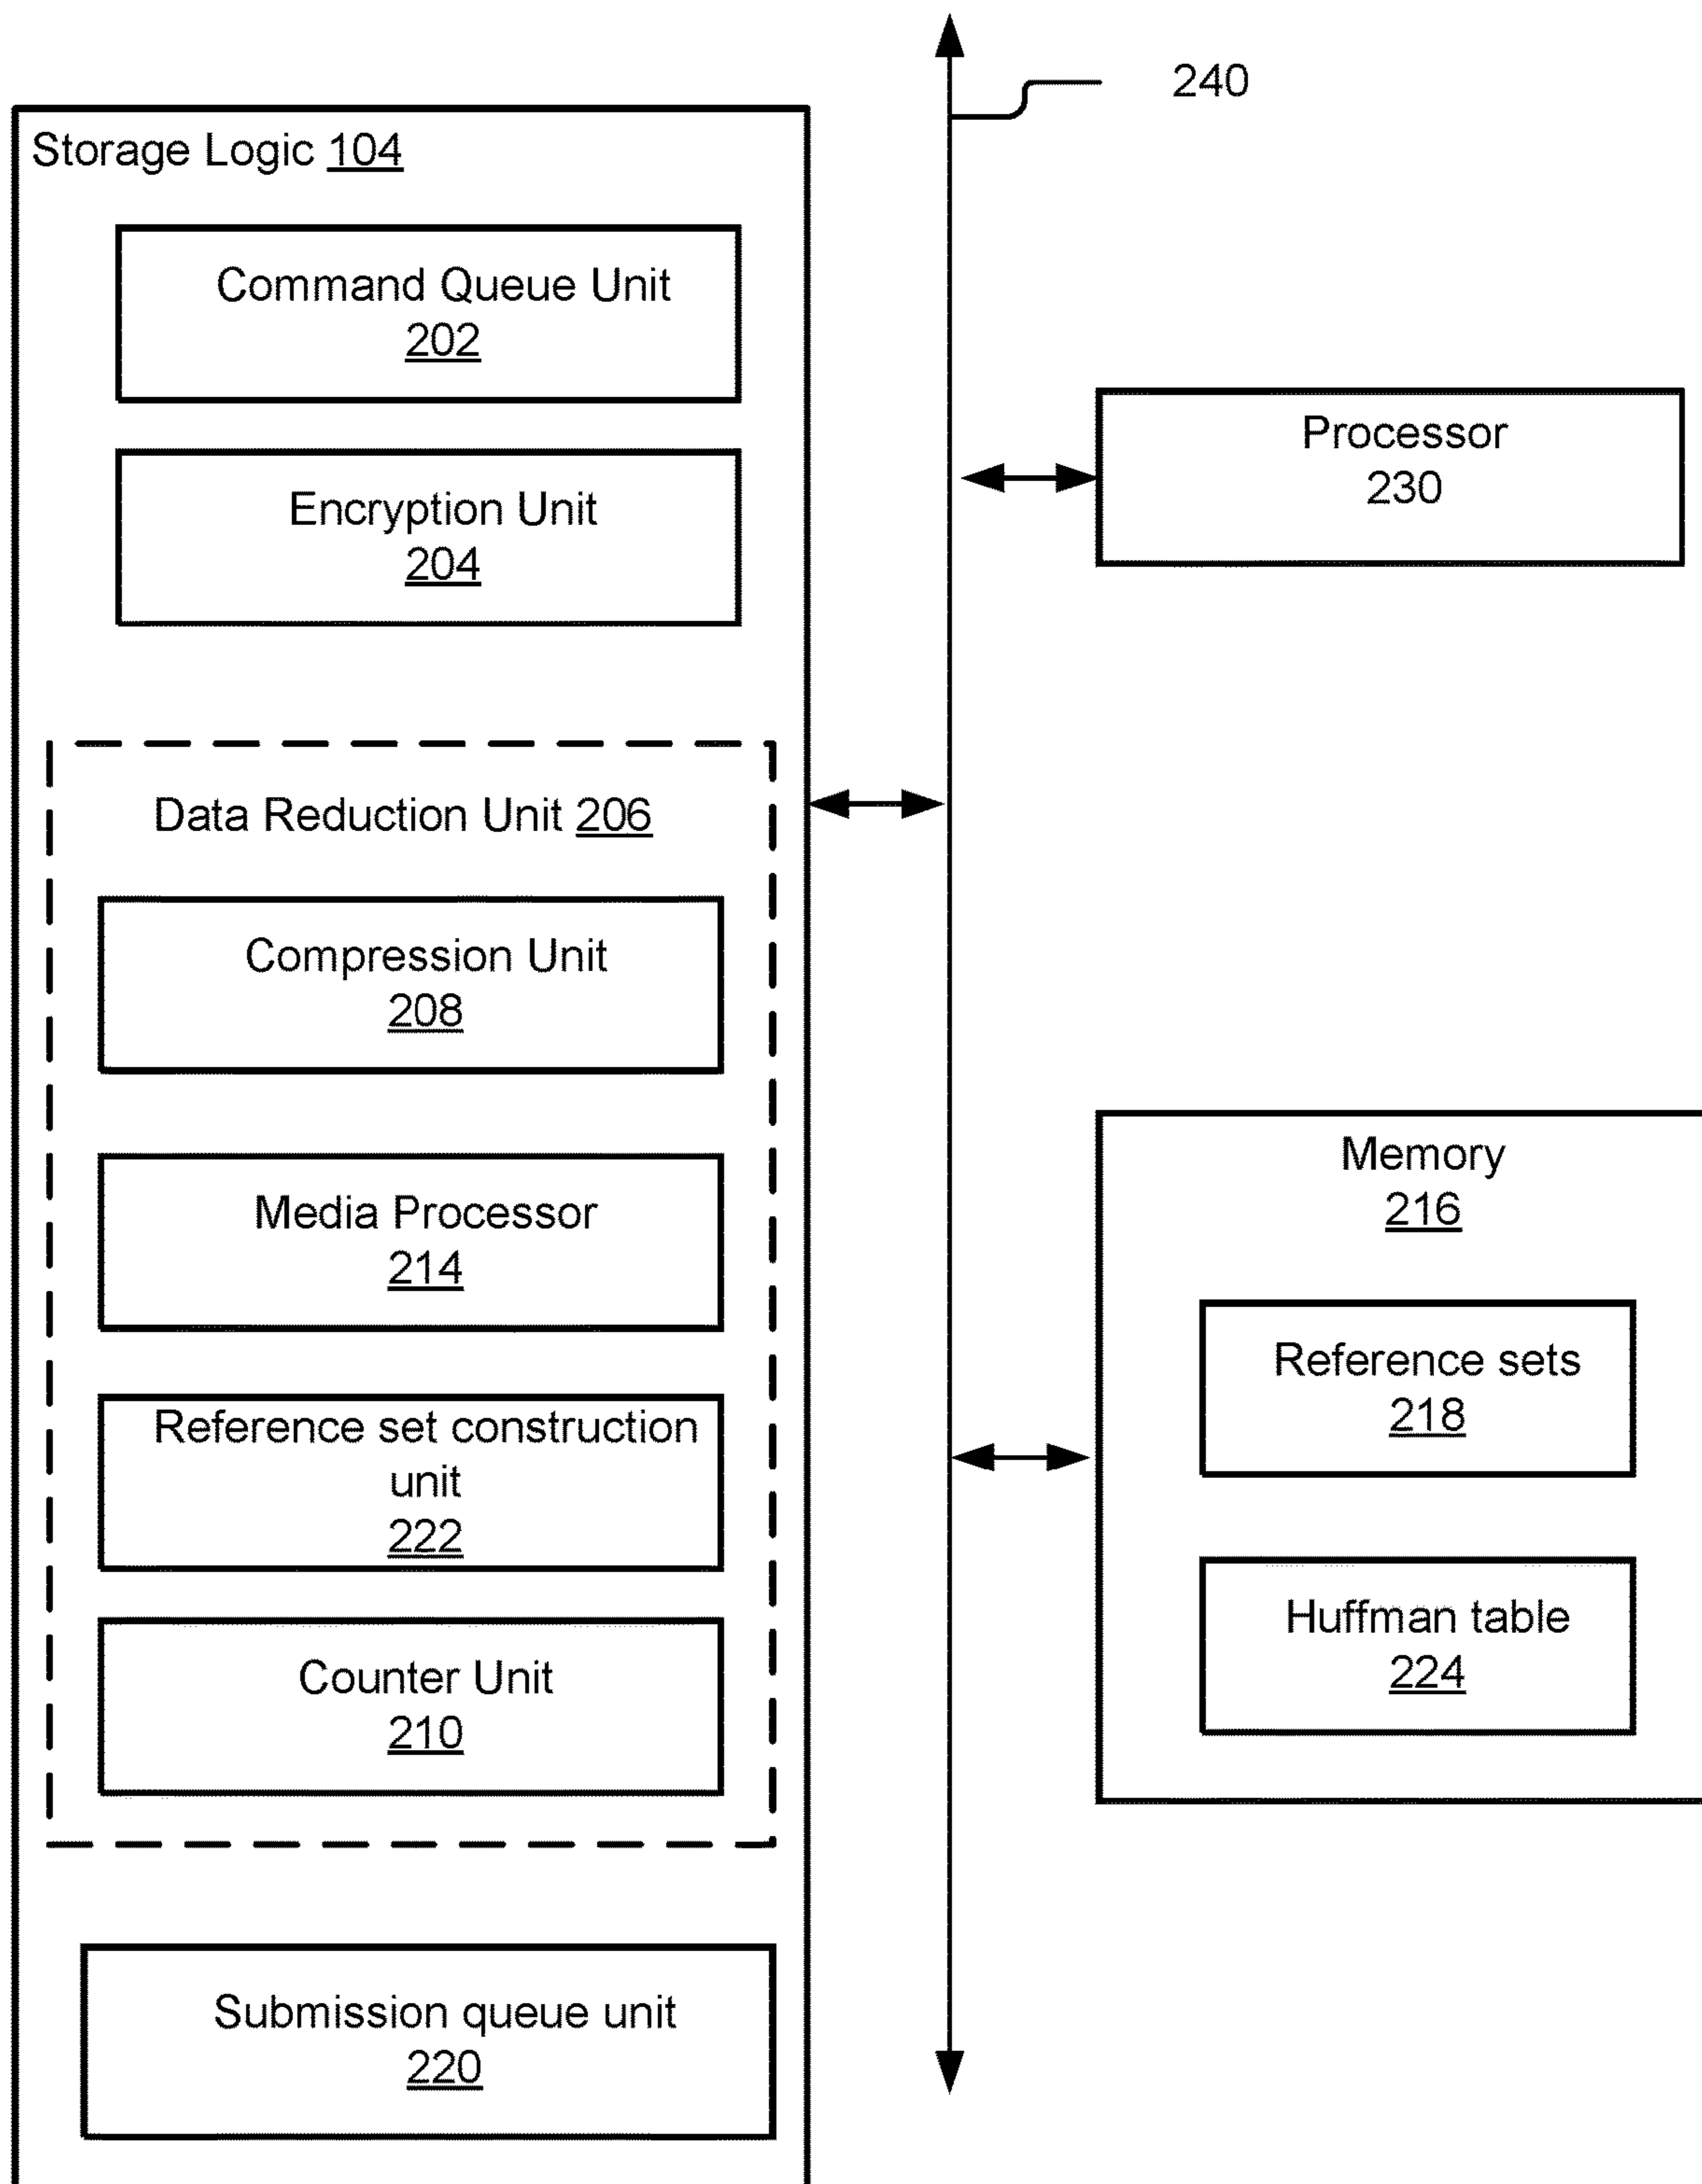 240
Storage Logic 104
Command Queue Unit
202
Encryption Unit
204
Data Reduction Unit 206
Compression Unit
208
Media Processor
214
Reference set construction
unit
222
Counter Unit
210
Submission queue unit
220
Processor
230
Memory
216
Reference sets
218
Huffman table
224